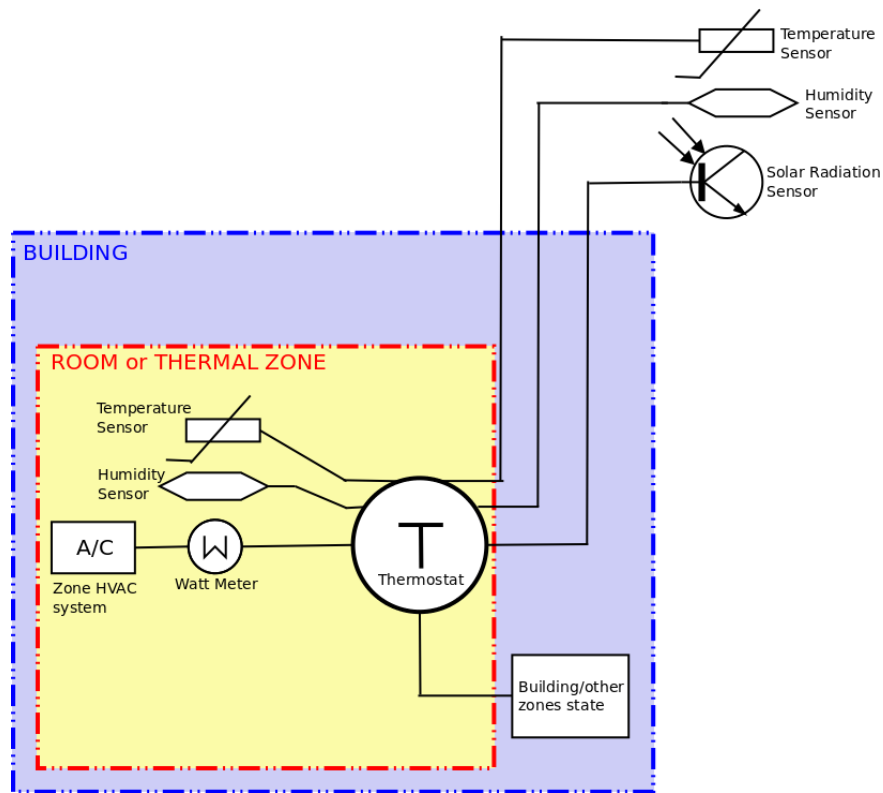 Temperature
Sensor
Humidity
Sensor
Solar Radiation
Sensor
BUILDING
ROOM or THERMAL ZONE
Temperature
Sensor
Humidity
Sensor
A/C
W
Watt Meter
Zone HVAC
system
T
Thermostat
Building/other
zones state